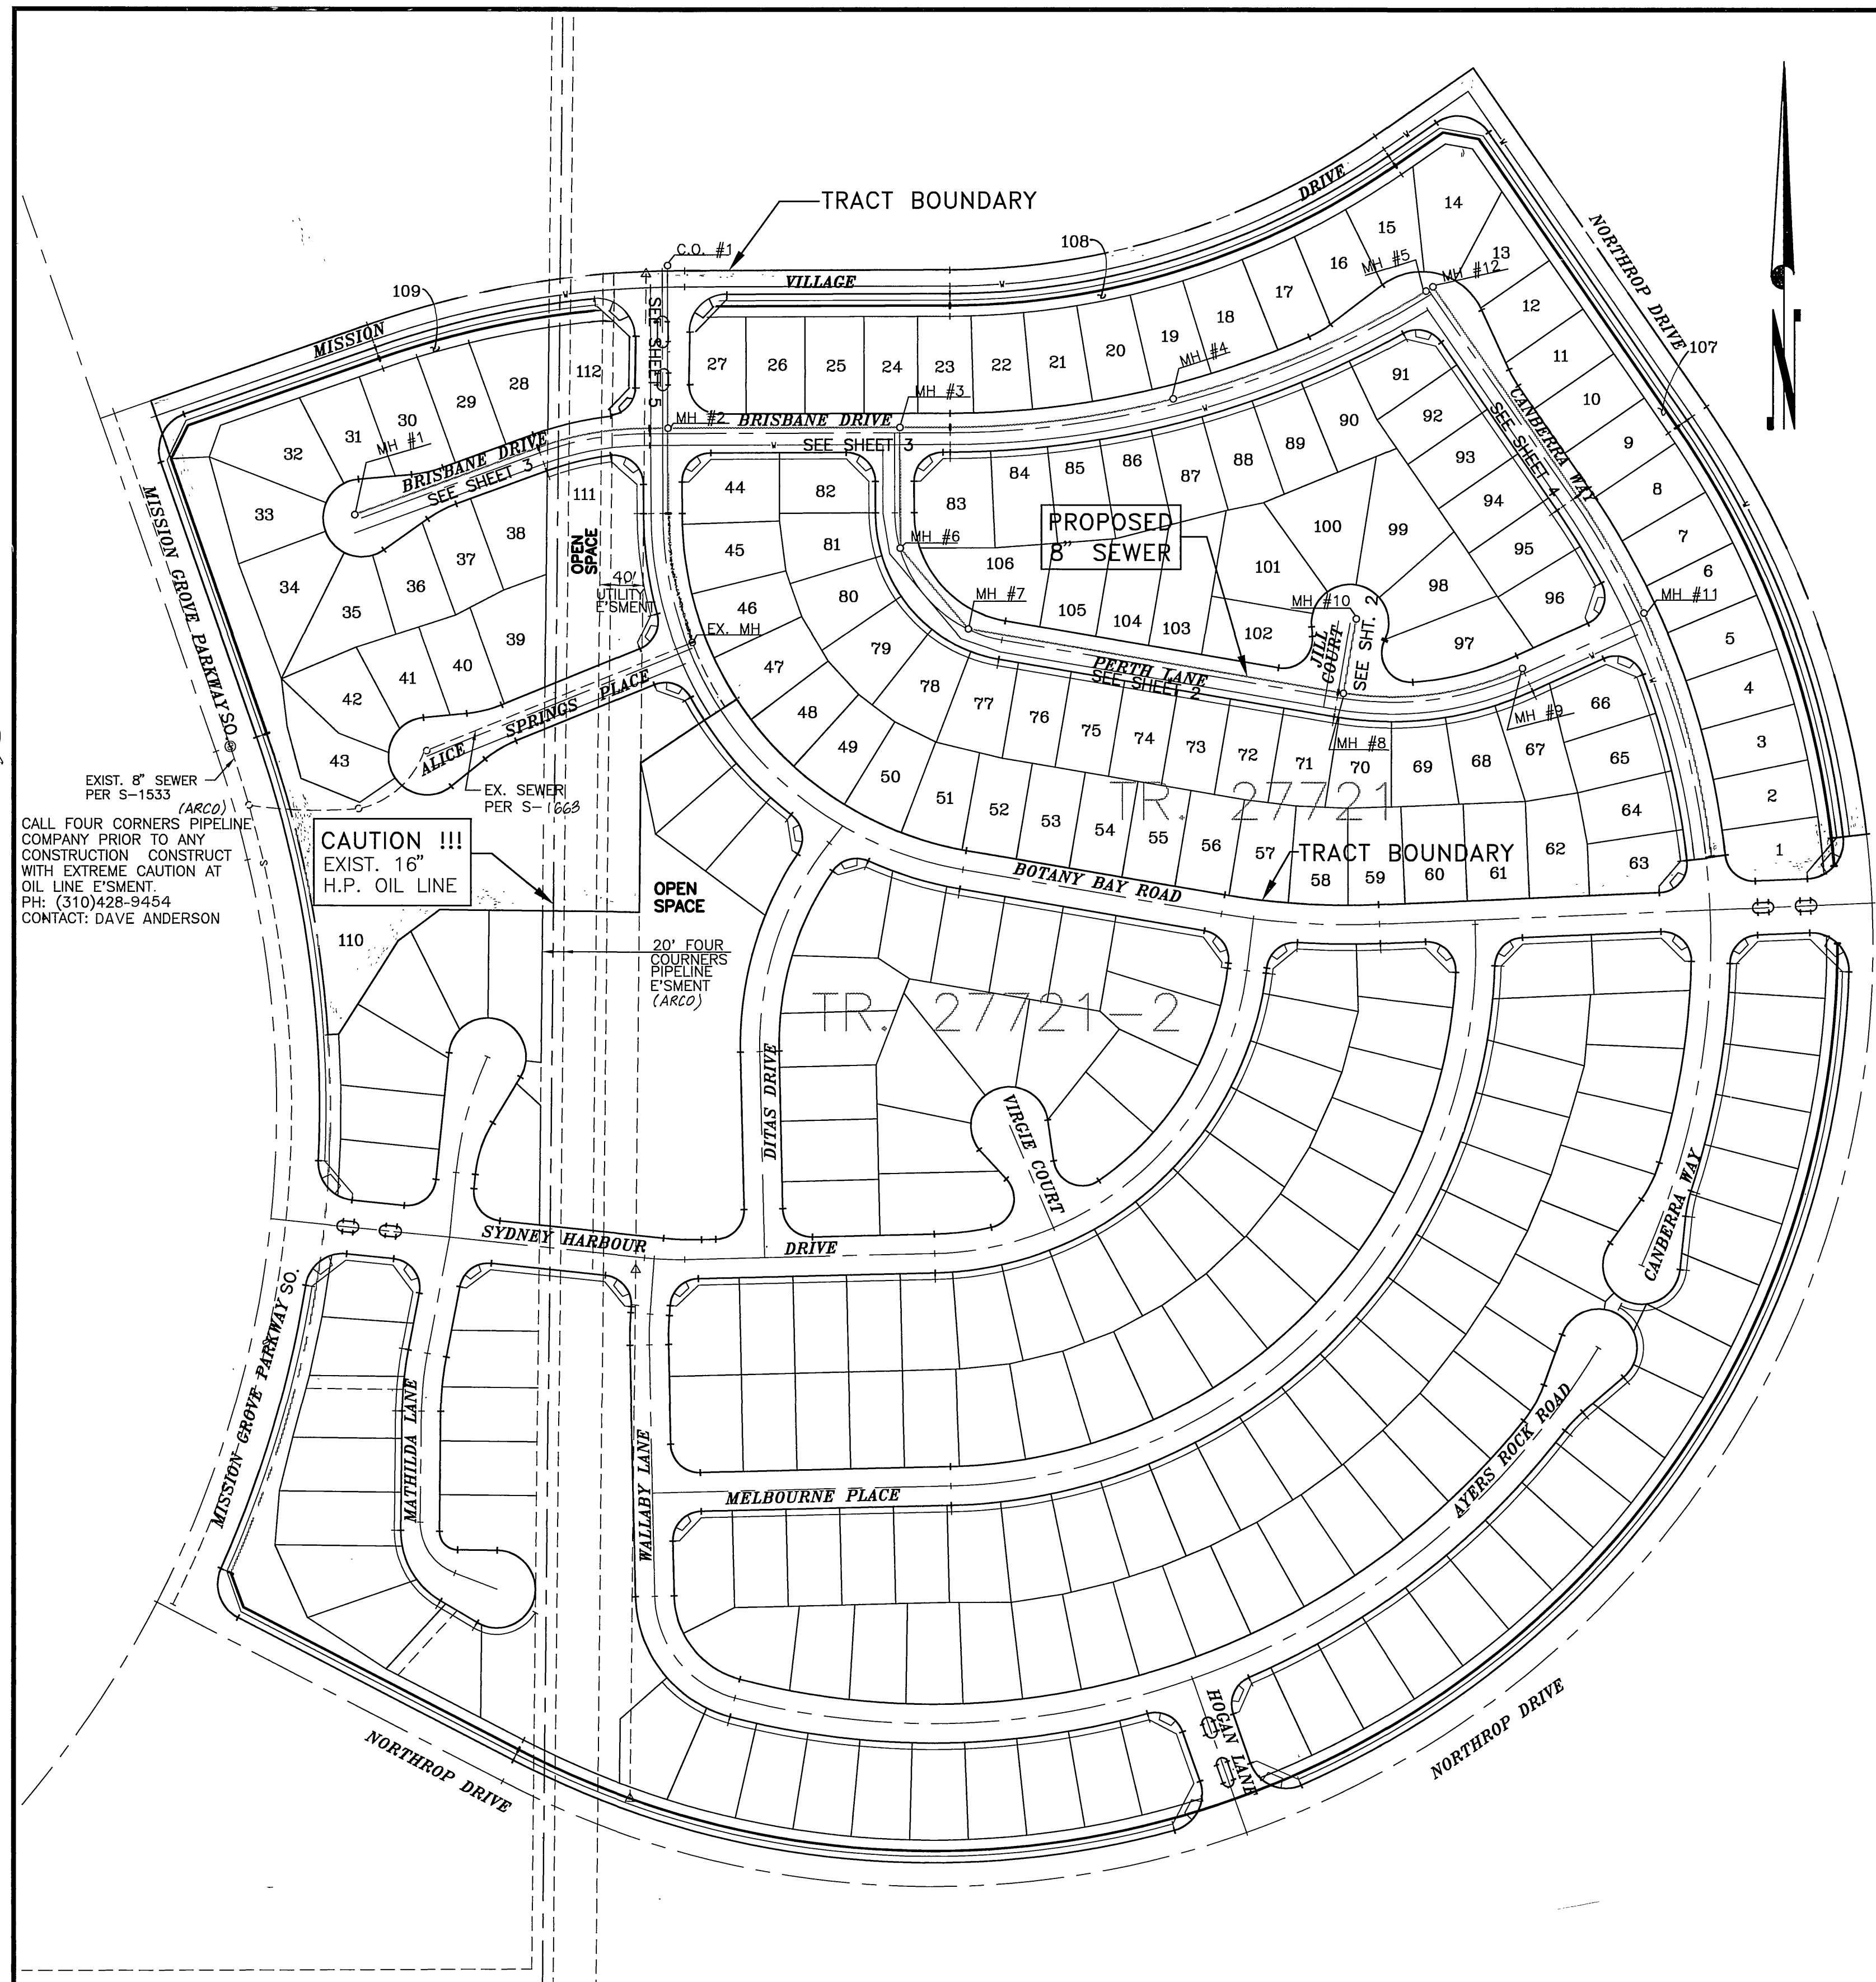 TRACT BOUNDARY
C.O. #1
108
DRIVE
14
15
16
MH #5
13
MH #12
NORTHROP DRIVE
109
VILLAGE
MISSION
SEE SHEET 5
17
18
19
12
107
112
27
26
25
24
23
22
21
20
MH #4
11
28
29
30
31
32
MH #1
MH #3
MH #2
BRISBANE DRIVE
SEE SHEET 3
BRISBANE DRIVE
SEE SHEET 3
91
90
92
CANBERRA WAY
SEE SHEET 4
10
9
8
7
6
33
111
44
82
83
84
85
86
87
88
89
93
94
95
96
38
37
36
35
34
OPEN
SPACE
45
81
PROPOSED
8" SEWER
100
99
98
97
MISSION GROVE PARKWAY SO.
40'
UTILITY
E'SMENT
MH #6
106
101
46
80
MH #7
105
104
103
102
MH #10
JILL
COURT
SEE SHT. 2
MH #11
5
39
40
41
42
43
EX. MH
47
79
78
PERTH LANE
SEE SHEET 2
4
3
2
1
48
49
50
77
76
75
74
73
72
71
MH #8
70
69
68
67
MH #9
66
65
64
63
ALICE SPRINGS PLACE
EX. SEWER
PER S-1663
EXIST. 8" SEWER
PER S-1533
(ARCO)
CALL FOUR CORNERS PIPELINE
COMPANY PRIOR TO ANY
CONSTRUCTION CONSTRUCT
WITH EXTREME CAUTION AT
OIL LINE E'SMENT.
PH: (310)428-9454
CONTACT: DAVE ANDERSON
CAUTION !!!
EXIST. 16"
H.P. OIL LINE
51
52
53
54
55
56
57
58
59
60
61
62
TR. 27721
TRACT BOUNDARY
BOTANY BAY ROAD
OPEN
SPACE
110
20' FOUR
COURNERS
PIPELINE
E'SMENT
(ARCO)
TR. 27721-2
DITAS DRIVE
VIRGIE COURT
CANBERRA WAY
SYDNEY HARBOUR DRIVE
MISSION GROVE PARKWAY SO.
MATHILDA LANE
WALLABY LANE
MELBOURNE PLACE
AYERS ROCK ROAD
HOGAN LANE
NORTHROP DRIVE
NORTHROP DRIVE
N